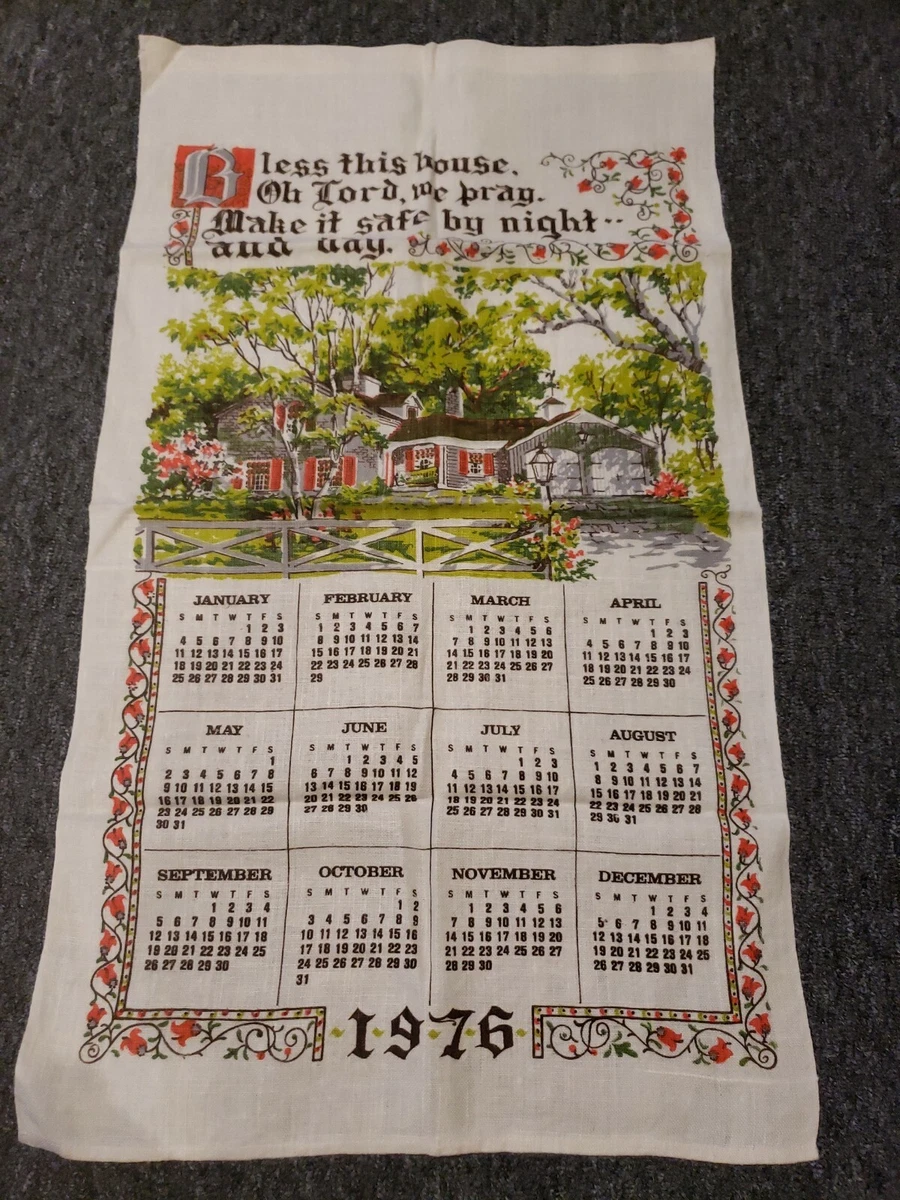 Bless this house.
Oh Lord, we pray.
Make it safe by night--
and day.
JANUARY
S M T W T F S
1 2 3
4 5 6 7 8 9 10
11 12 13 14 15 16 17
18 19 20 21 22 23 24
25 26 27 28 29 30 31
FEBRUARY
S M T W T F S
1 2 3 4 5 6 7
8 9 10 11 12 13 14
15 16 17 18 19 20 21
22 23 24 25 26 27 28
29
MARCH
S M T W T F S
1 2 3 4 5 6
7 8 9 10 11 12 13
14 15 16 17 18 19 20
21 22 23 24 25 26 27
28 29 30 31
APRIL
S M T W T F S
1 2 3
4 5 6 7 8 9 10
11 12 13 14 15 16 17
18 19 20 21 22 23 24
25 26 27 28 29 30
MAY
S M T W T F S
1
2 3 4 5 6 7 8
9 10 11 12 13 14 15
16 17 18 19 20 21 22
23 24 25 26 27 28 29
30 31
JUNE
S M T W T F S
1 2 3 4 5
6 7 8 9 10 11 12
13 14 15 16 17 18 19
20 21 22 23 24 25 26
27 28 29 30
JULY
S M T W T F S
1 2 3
4 5 6 7 8 9 10
11 12 13 14 15 16 17
18 19 20 21 22 23 24
25 26 27 28 29 30 31
AUGUST
S M T W T F S
1 2 3 4 5 6 7
8 9 10 11 12 13 14
15 16 17 18 19 20 21
22 23 24 25 26 27 28
29 30 31
SEPTEMBER
S M T W T F S
1 2 3 4
5 6 7 8 9 10 11
12 13 14 15 16 17 18
19 20 21 22 23 24 25
26 27 28 29 30
OCTOBER
S M T W T F S
1 2
3 4 5 6 7 8 9
10 11 12 13 14 15 16
17 18 19 20 21 22 23
24 25 26 27 28 29 30
31
NOVEMBER
S M T W T F S
1 2 3 4 5 6
7 8 9 10 11 12 13
14 15 16 17 18 19 20
21 22 23 24 25 26 27
28 29 30
DECEMBER
S M T W T F S
1 2 3 4
5 6 7 8 9 10 11
12 13 14 15 16 17 18
19 20 21 22 23 24 25
26 27 28 29 30 31
1976